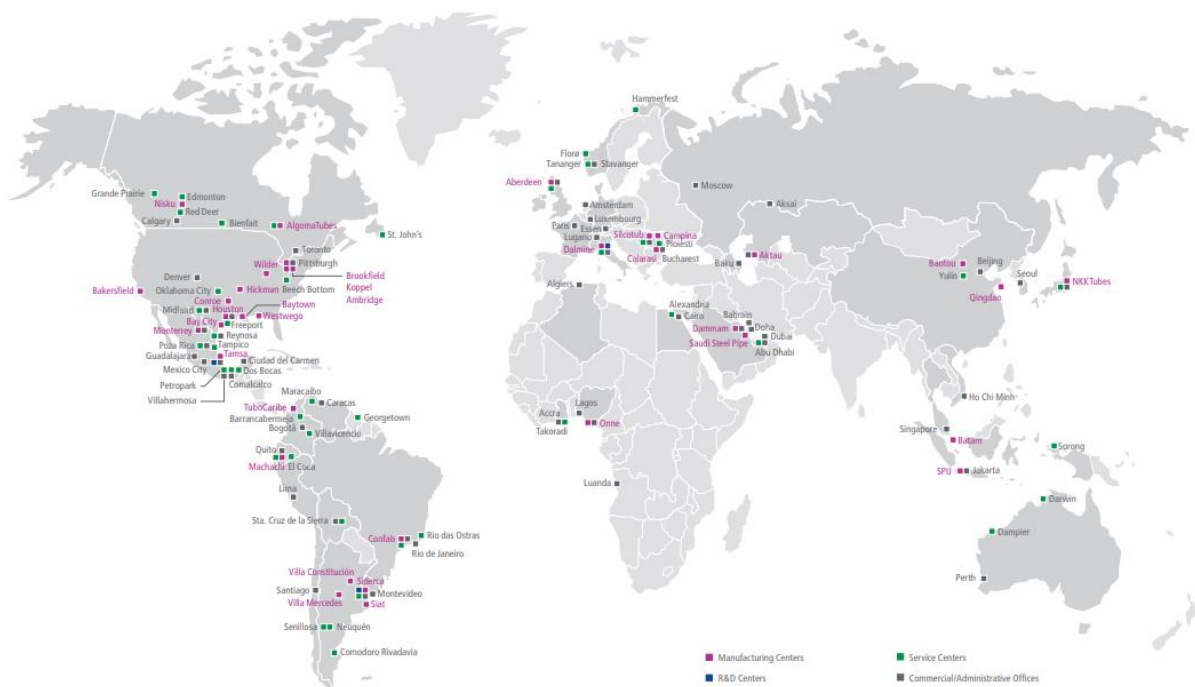 Hammerfest
Flora
Tananger
Stavanger
Aberdeen
Moscow
Grande Prairie
Edmonton
Nisku
Red Deer
Calgary
Bienfait
AlgomaTubes
St. John's
Amsterdam
Luxembourg
Paris
Essen
Lugano
Silcotub
Campina
Ploiesti
Dalmine
Calarasi
Bucharest
Aksai
Baku
Aktau
Toronto
Wilder
Pittsburgh
Brookfield
Koppel
Ambridge
Denver
Bakersfield
Oklahoma City
Hickman
Beech Bottom
Conroe
Baytown
Midland
Houston
Westwego
Bay City
Freeport
Monterrey
Reynosa
Poza Rica
Tampico
Guadalajara
Tamsa
Ciudad del Carmen
Mexico City
Dos Bocas
Petropark
Comalcalco
Villahermosa
Baotou
Beijing
Yulin
Seoul
NKKTubes
Qingdao
Algiers
Alexandria
Cairo
Bahrain
Dammam
Doha
Dubai
Saudi Steel Pipe
Abu Dhabi
Maracaibo
TuboCaribe
Caracas
Barrancabermeja
Georgetown
Bogotá
Villavicencio
Quito
Machachi
El Coca
Lima
Accra
Lagos
Takoradi
Onne
Luanda
Ho Chi Minh
Singapore
Batam
Sorong
SPIJ
Jakarta
Darwin
Dampier
Perth
Sta. Cruz de la Sierra
Confab
Rio das Ostras
Rio de Janeiro
Villa Constitución
Siderca
Santiago
Montevideo
Villa Mercedes
Siat
Senillosa
Neuquén
Comodoro Rivadavia
Manufacturing Centers
Service Centers
R&D Centers
Commercial/Administrative Offices